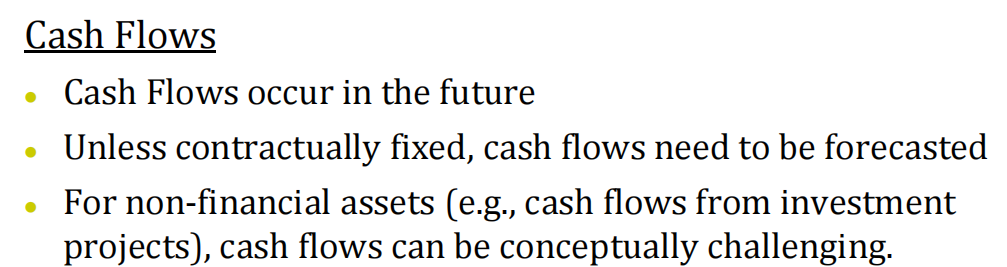 Cash Flows
• Cash Flows occur in the future
• Unless contractually fixed, cash flows need to be forecasted
• For non-financial assets (e.g., cash flows from investment
projects), cash flows can be conceptually challenging.